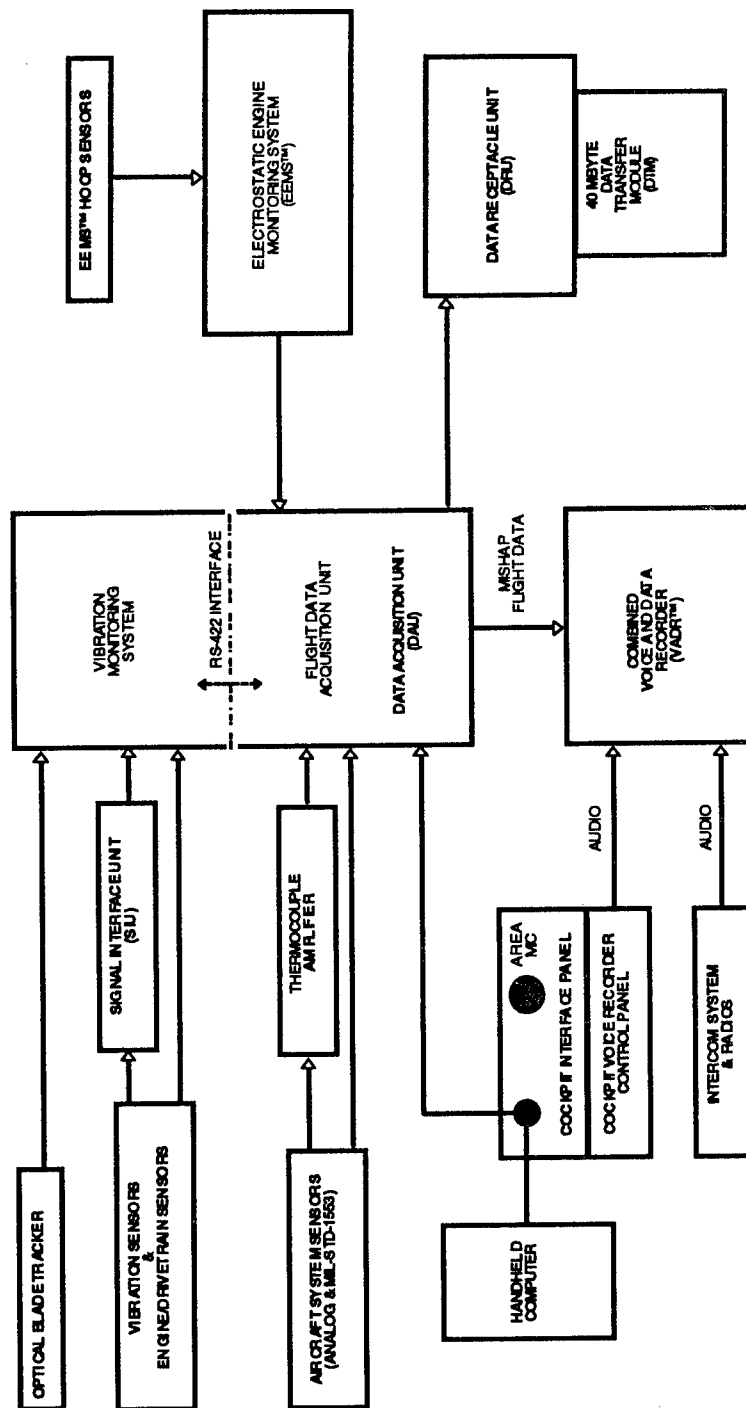 OPTICAL BLADE TRACKER
VIBRATION SENSORS
&
ENGINE/DRIVETRAIN SENSORS
SIGNAL INTERFACE UNIT
(SIU)
AIRCRAFT SYSTEM SENSORS
(ANALOG & MIL-STD-1553)
THERMOCOUPLE
AMPLIFIER
HANDHELD
COMPUTER
AREA
MIC
COCKPIT INTERFACE PANEL
COCKPIT VOICE RECORDER
CONTROL PANEL
INTERCOM SYSTEM
& RADIOS
AUDIO
AUDIO
VIBRATION
MONITORING
SYSTEM
RS-422 INTERFACE
FLIGHT DATA
ACQUISITION UNIT
DATA ACQUISITION UNIT
(DAU)
MISHAP
FLIGHT DATA
COMBINED
VOICE AND DATA
RECORDER
(VADR™)
EEMS™ HOOP SENSORS
ELECTROSTATIC ENGINE
MONITORING SYSTEM
(EEMS™)
DATA RECEPTACLE UNIT
(DRU)
40 MBYTE
DATA
TRANSFER
MODULE
(DTM)